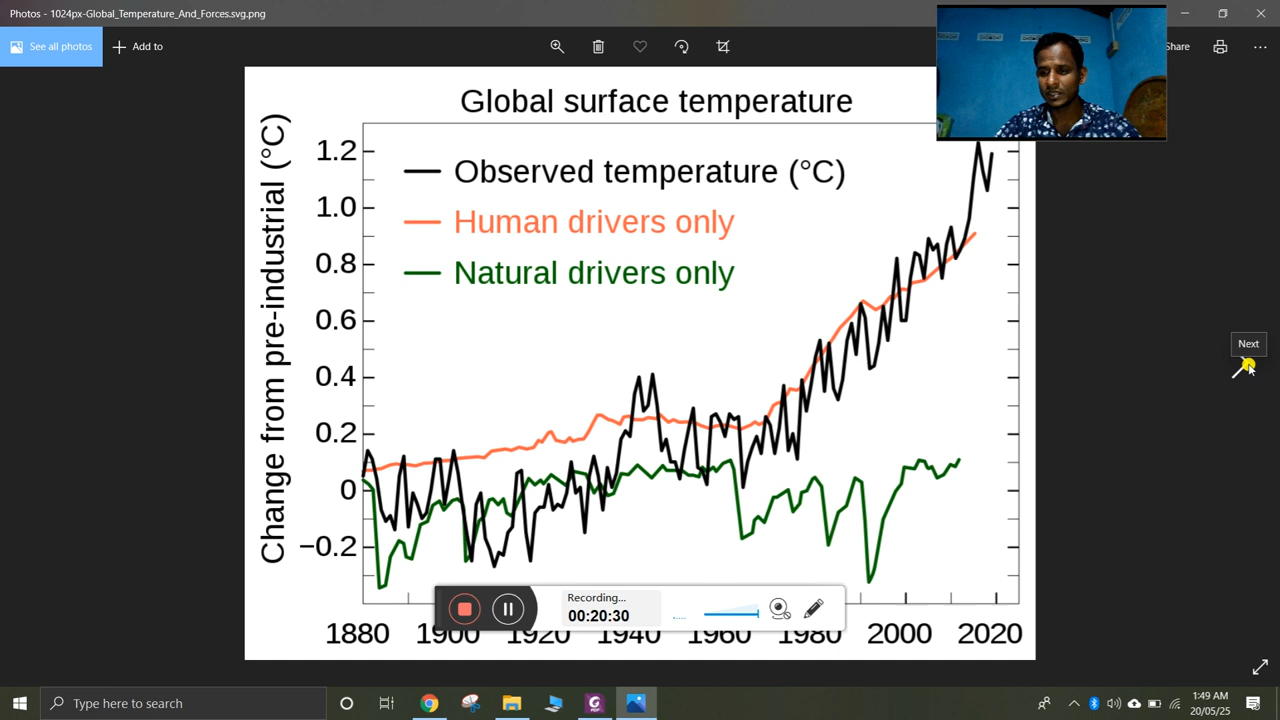 Photos - 1024px-Global_Temperature_And_Forces.svg.png
See all photos
Add to
Share
Global surface temperature
Change from pre-industrial (°C)
1.2
1.0
0.8
0.6
0.4
0.2
0
−0.2
Observed temperature (°C)
Human drivers only
Natural drivers only
Next
Recording...
00:20:30
1880 1900 1920 1940 1960 1980 2000 2020
Type here to search
1:49 AM
20/05/25